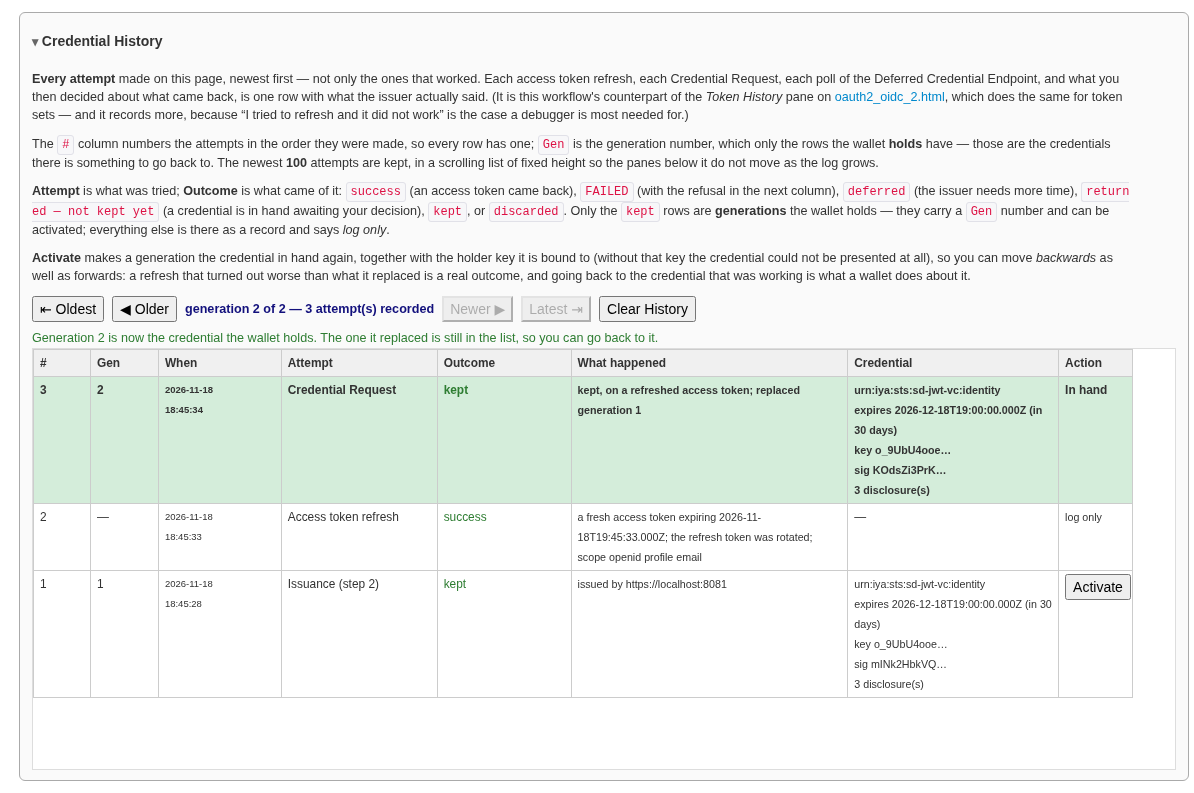 ▾ Credential History
Every attempt made on this page, newest first — not only the ones that worked. Each access token refresh, each Credential Request, each poll of the Deferred Credential Endpoint, and what you
then decided about what came back, is one row with what the issuer actually said. (It is this workflow's counterpart of the Token History pane on oauth2_oidc_2.html, which does the same for token
sets — and it records more, because “I tried to refresh and it did not work” is the case a debugger is most needed for.)
The # column numbers the attempts in the order they were made, so every row has one; Gen is the generation number, which only the rows the wallet holds have — those are the credentials
there is something to go back to. The newest 100 attempts are kept, in a scrolling list of fixed height so the panes below it do not move as the log grows.
Attempt is what was tried; Outcome is what came of it: success (an access token came back), FAILED (with the refusal in the next column), deferred (the issuer needs more time), return
ed — not kept yet (a credential is in hand awaiting your decision), kept, or discarded. Only the kept rows are generations the wallet holds — they carry a Gen number and can be
activated; everything else is there as a record and says log only.
Activate makes a generation the credential in hand again, together with the holder key it is bound to (without that key the credential could not be presented at all), so you can move backwards as
well as forwards: a refresh that turned out worse than what it replaced is a real outcome, and going back to the credential that was working is what a wallet does about it.
⇤ Oldest ◀ Older generation 2 of 2 — 3 attempt(s) recorded Newer ▶ Latest ⇥ Clear History
Generation 2 is now the credential the wallet holds. The one it replaced is still in the list, so you can go back to it.
# Gen When Attempt Outcome What happened Credential Action
3 2 2026-11-18 Credential Request kept kept, on a refreshed access token; replaced urn:iya:sts:sd-jwt-vc:identity In hand
18:45:34 generation 1 expires 2026-12-18T19:00:00.000Z (in
30 days)
key o_9UbU4ooe…
sig KOdsZi3PrK…
3 disclosure(s)
2 — 2026-11-18 Access token refresh success a fresh access token expiring 2026-11- — log only
18:45:33 18T19:45:33.000Z; the refresh token was rotated;
scope openid profile email
1 1 2026-11-18 Issuance (step 2) kept issued by https://localhost:8081 urn:iya:sts:sd-jwt-vc:identity Activate
18:45:28 expires 2026-12-18T19:00:00.000Z (in 30
days)
key o_9UbU4ooe…
sig mINk2HbkVQ…
3 disclosure(s)